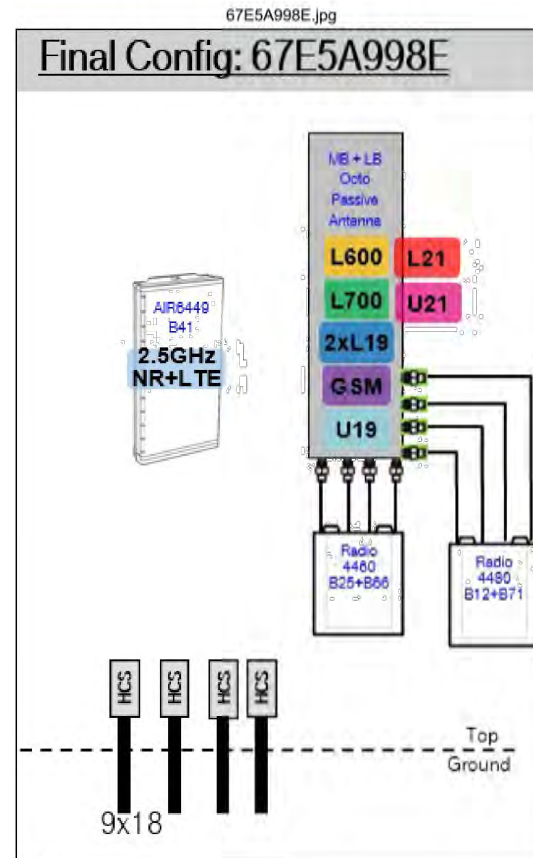 67E5A998E.jpg
Final Config: 67E5A998E
MB + LB
Octo
Passive
Antenna
L600
L21
L700
U21
2xL19
GSM
U19
AIR6449
B41
2.5GHz
NR+LTE
Radio
4460
B25+B66
Radio
4480
B12+B71
HCS
HCS
HCS
HCS
Top
Ground
9x18